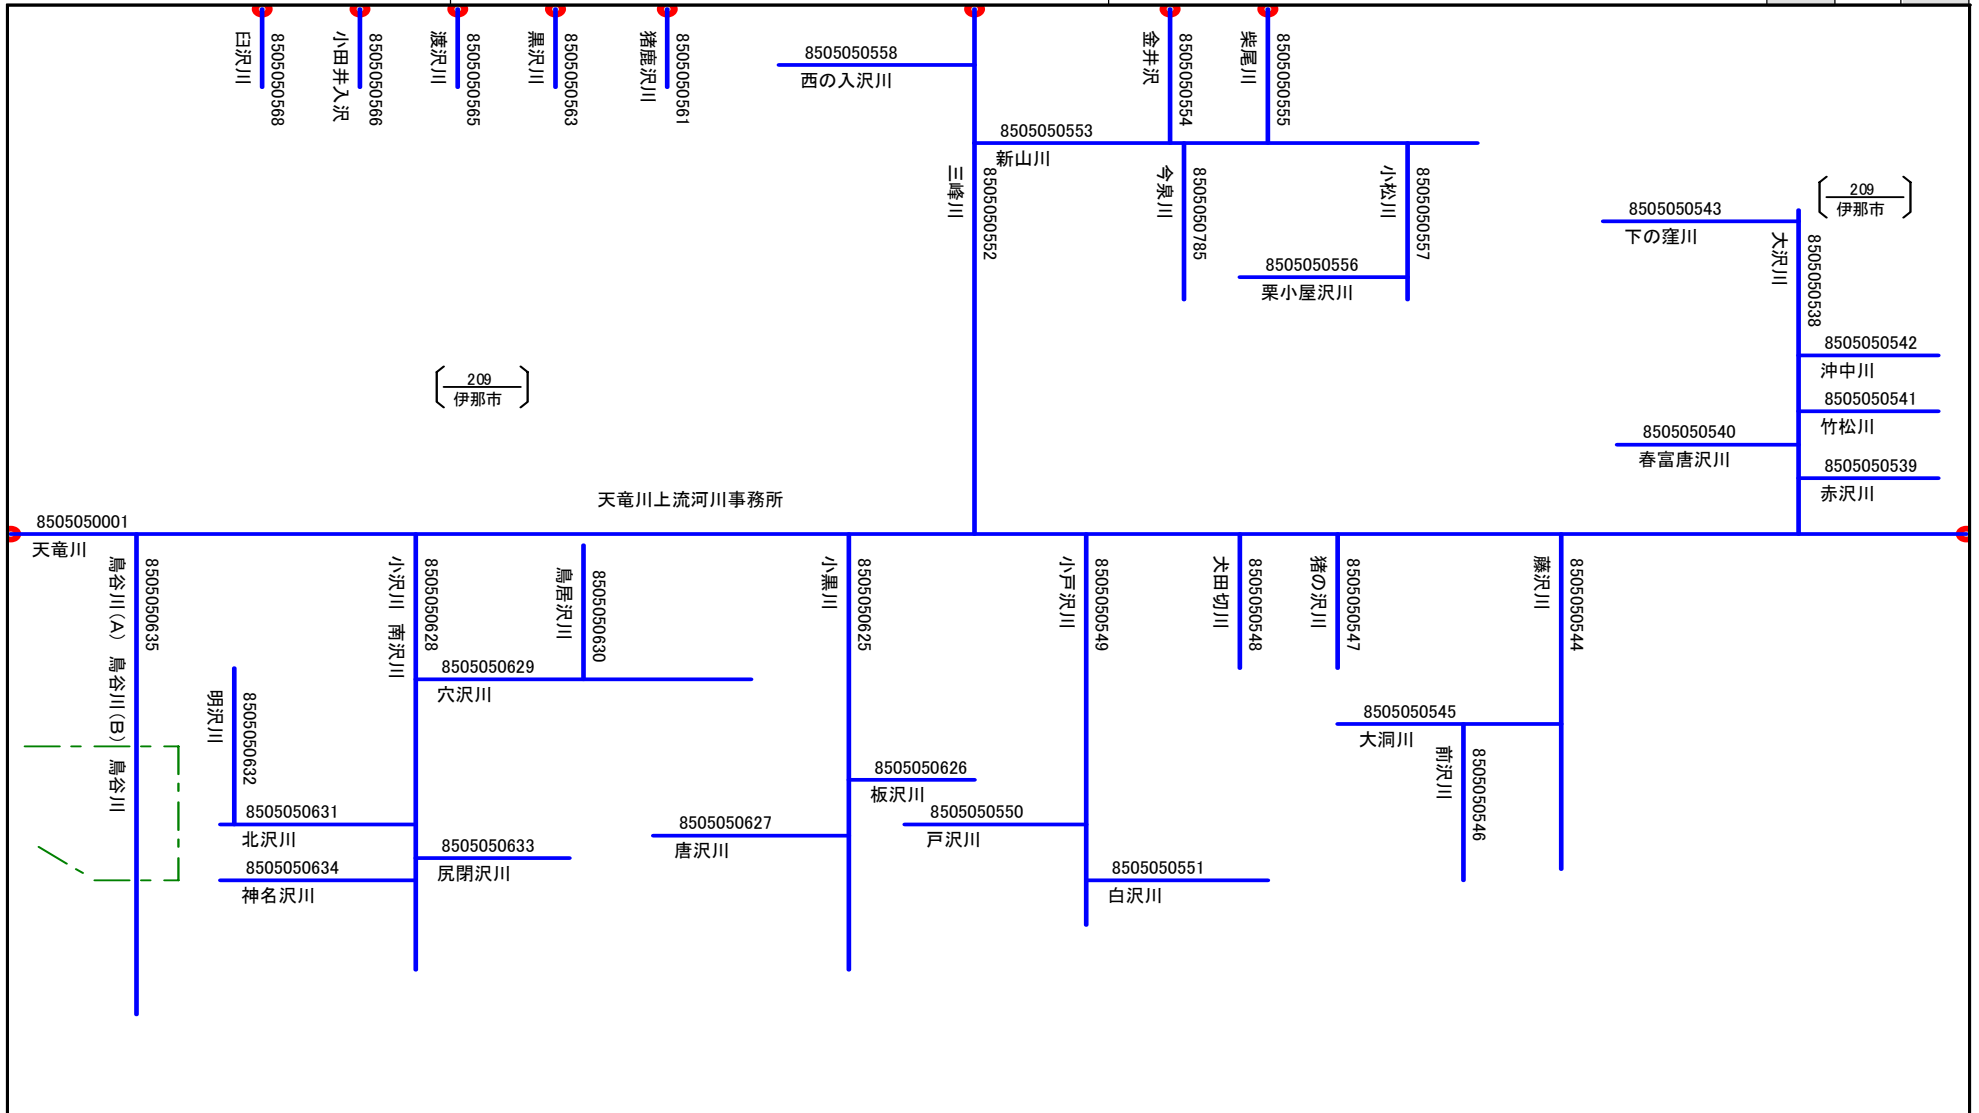 臼沢川
8505050568
小田井入沢
8505050566
渡沢川
8505050565
黒沢川
8505050563
猪鹿沢川
8505050561
8505050558
西の入沢川
金井沢
8505050554
柴尾川
8505050555
8505050553
新山川
三峰川
8505050552
今泉川
8505050785
小松川
8505050557
8505050556
栗小屋沢川
209
伊那市
8505050543
下の窪川
大沢川
8505050538
8505050542
沖中川
8505050541
竹松川
8505050540
春富唐沢川
8505050539
赤沢川
209
伊那市
天竜川上流河川事務所
8505050001
天竜川
鳥谷川(A) 鳥谷川(B) 鳥谷川
8505050635
小沢川 南沢川
8505050628
鳥居沢川
8505050630
小黒川
8505050625
小戸沢川
8505050549
犬田切川
8505050548
猪の沢川
8505050547
藤沢川
8505050544
8505050629
穴沢川
明沢川
8505050632
8505050545
大洞川
前沢川
8505050546
8505050626
板沢川
8505050631
北沢川
8505050627
唐沢川
8505050550
戸沢川
8505050633
尻閉沢川
8505050634
神名沢川
8505050551
白沢川